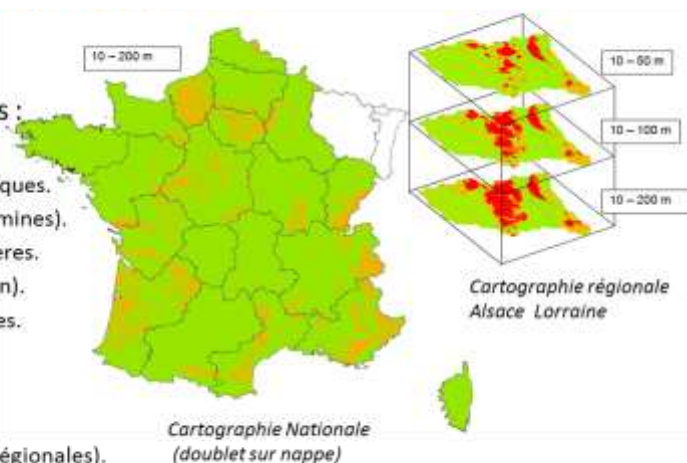 10 – 200 m
s :
ques.
mines).
ères.
n).
es.
égionales).
10 – 50 m
10 – 100 m
10 – 200 m
Cartographie régionale
Alsace Lorraine
Cartographie Nationale
(doublet sur nappe)